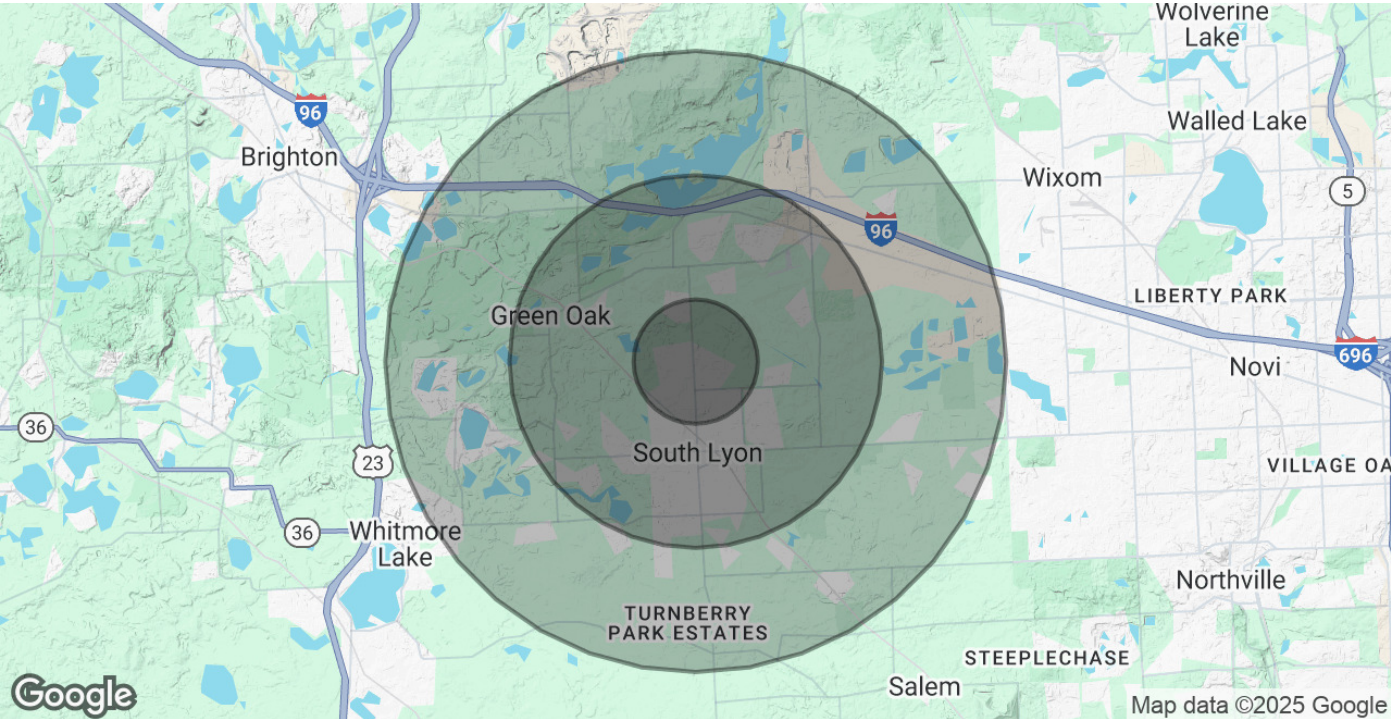 Wolverine
Lake
96
Brighton
Walled Lake
Wixom
5
96
LIBERTY PARK
Green Oak
696
Novi
36
South Lyon
23
VILLAGE OA
36
Whitmore
Lake
Northville
TURNBERRY
PARK ESTATES
STEEPLECHASE
Salem
Google
Map data ©2025 Google